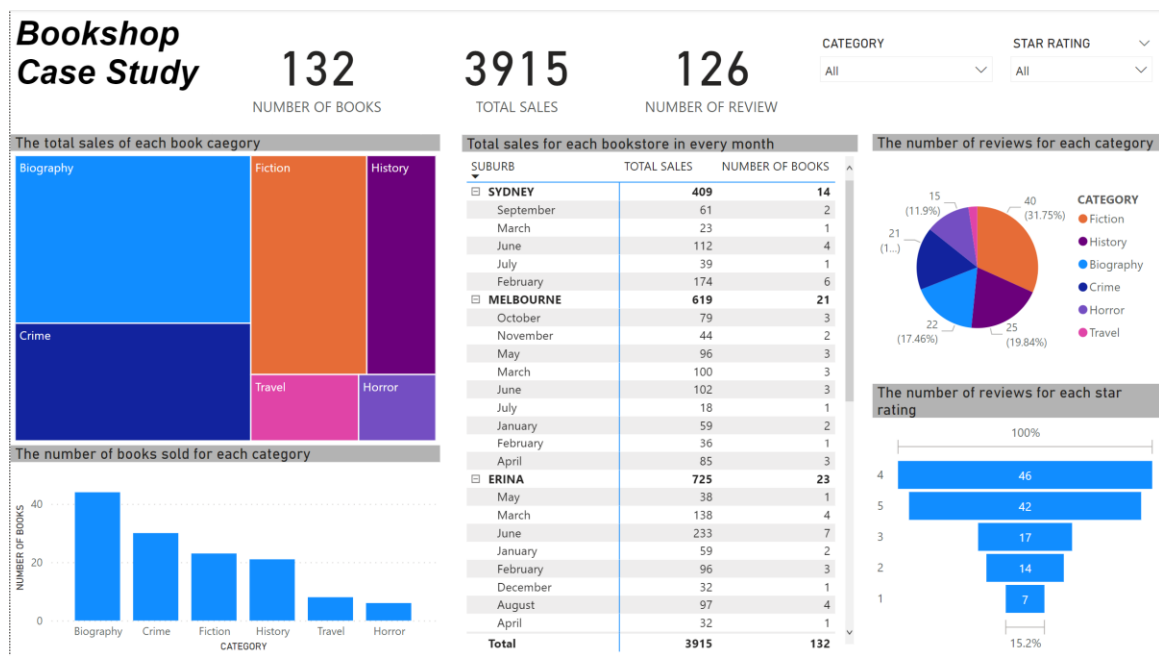 Bookshop
Case Study
132
NUMBER OF BOOKS
3915
TOTAL SALES
126
NUMBER OF REVIEW
CATEGORY
All
STAR RATING
All
The total sales of each book caegory
Biography
Fiction
History
Crime
Travel
Horror
The number of books sold for each category
NUMBER OF BOOKS
40
20
0
Biography Crime Fiction History Travel Horror
CATEGORY
Total sales for each bookstore in every month
SUBURB TOTAL SALES NUMBER OF BOOKS
SYDNEY 409 14
September 61 2
March 23 1
June 112 4
July 39 1
February 174 6
MELBOURNE 619 21
October 79 3
November 44 2
May 96 3
March 100 3
June 102 3
July 18 1
January 59 2
February 36 1
April 85 3
ERINA 725 23
May 38 1
March 138 4
June 233 7
January 59 2
February 96 3
December 32 1
August 97 4
April 32 1
Total 3915 132
The number of reviews for each category
40
(31.75%)
25
(19.84%)
22
(17.46%)
21
(1...)
15
(11.9%)
CATEGORY
Fiction
History
Biography
Crime
Horror
Travel
The number of reviews for each star
rating
100%
4 46
5 42
3 17
2 14
1 7
15.2%